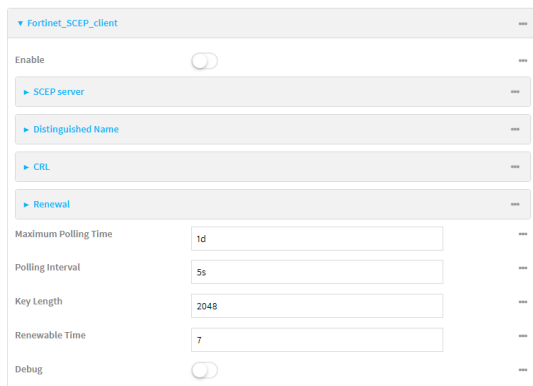 Fortinet_SCEP_client
Enable
SCEP server
Distinguished Name
CRL
Renewal
Maximum Polling Time
1d
Polling Interval
5s
Key Length
2048
Renewable Time
7
Debug